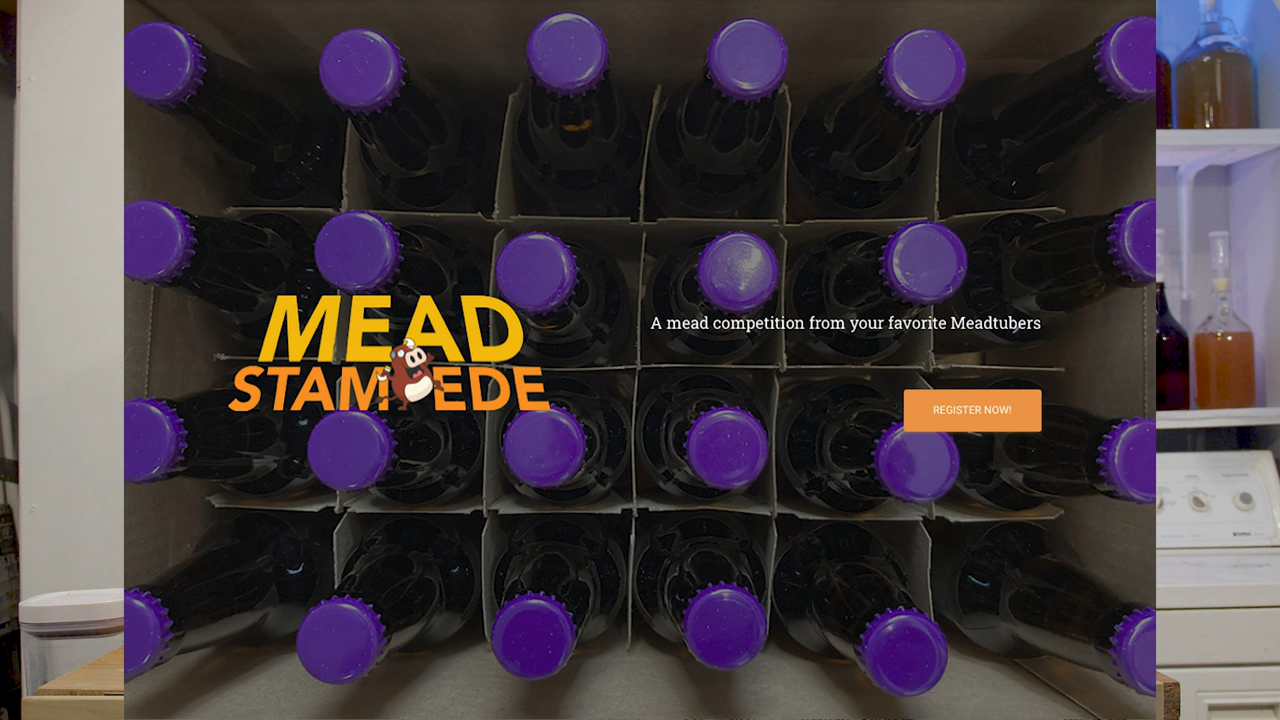 MEAD
STAMPEDE
A mead competition from your favorite Meadtubers
REGISTER NOW!